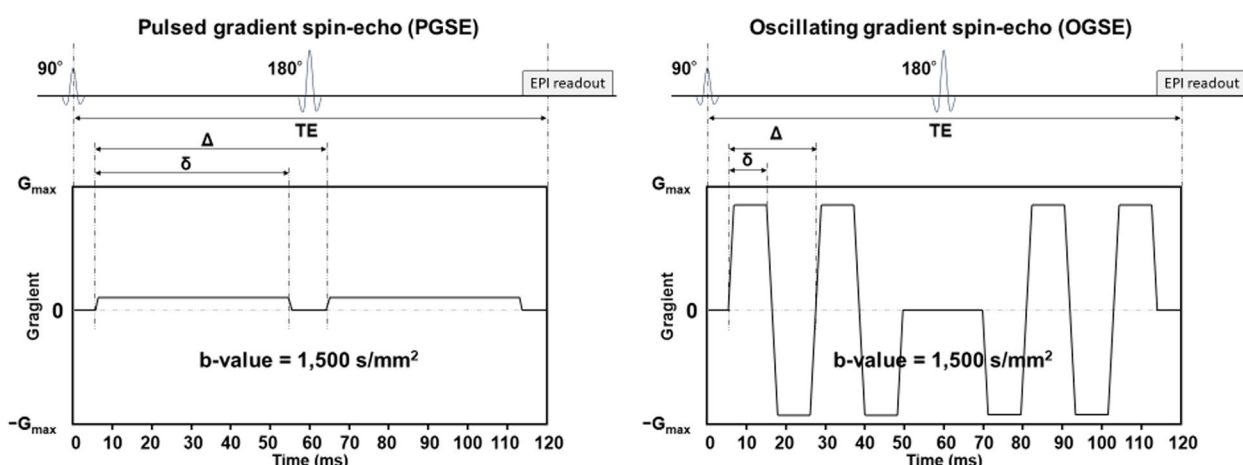 Pulsed gradient spin-echo (PGSE)
90°
180°
EPI readout
TE
Δ
δ
Gmax
0
−Gmax
Gragient
b-value = 1,500 s/mm²
0 10 20 30 40 50 60 70 80 90 100 110 120
Time (ms)
Oscillating gradient spin-echo (OGSE)
90°
180°
EPI readout
TE
Δ
δ
Gmax
0
−Gmax
Gragient
b-value = 1,500 s/mm²
0 10 20 30 40 50 60 70 80 90 100 110 120
Time (ms)